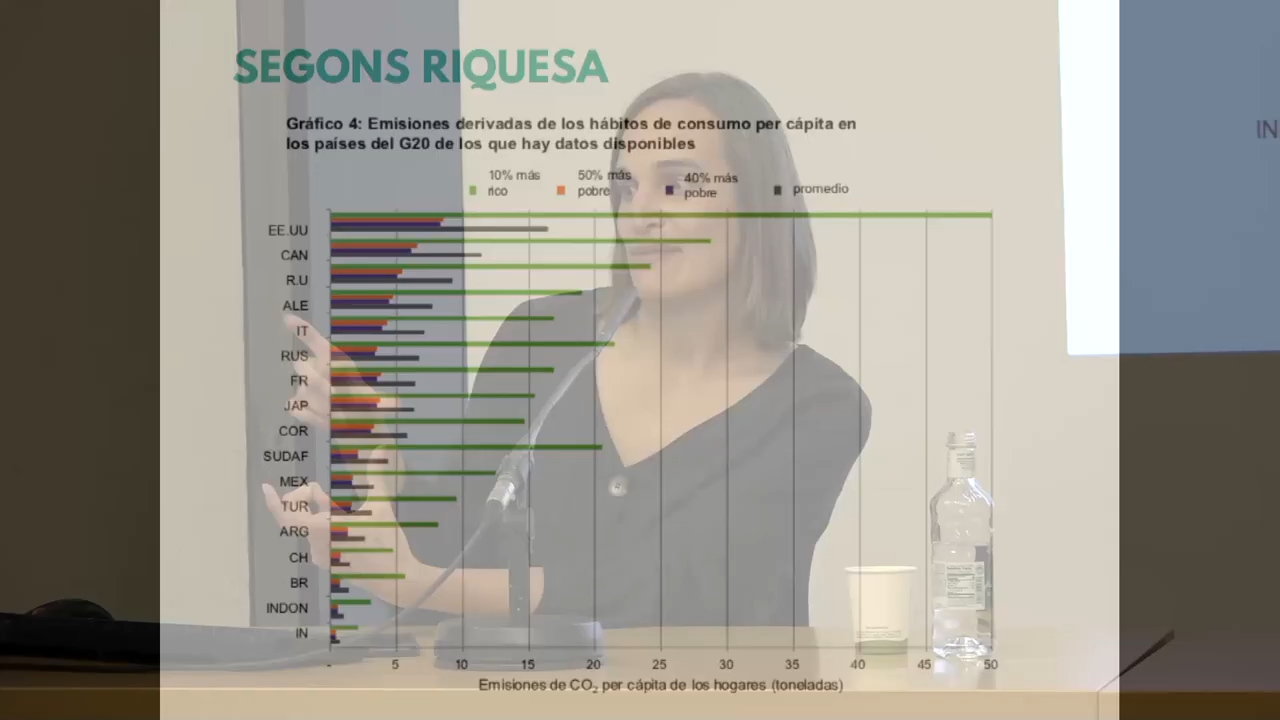 SEGONS RIQUESA
Gráfico 4: Emisiones derivadas de los hábitos de consumo per cápita en
los países del G20 de los que hay datos disponibles
10% más rico
50% más pobre
40% más pobre
promedio
EE.UU
CAN
R.U
ALE
IT
RUS
FR
JAP
COR
SUDAF
MEX
TUR
ARG
CH
BR
INDON
IN
- 5 10 15 20 25 30 35 40 45 50
Emisiones de CO₂ per cápita de los hogares (toneladas)
IN